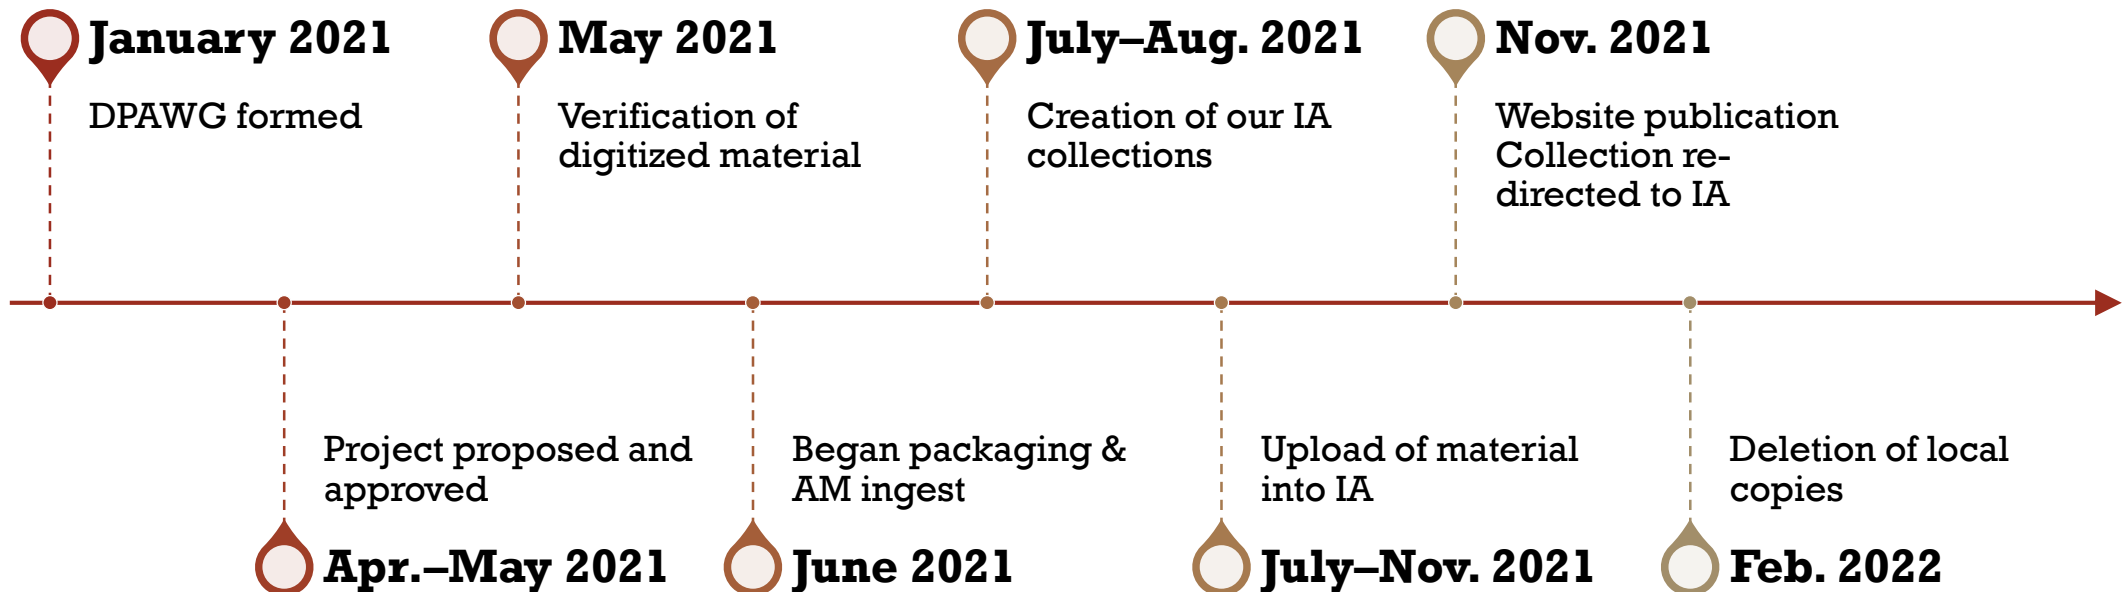 January 2021
DPAWG formed
Apr.–May 2021
Project proposed and
approved
May 2021
Verification of
digitized material
June 2021
Began packaging &
AM ingest
July–Aug. 2021
Creation of our IA
collections
July–Nov. 2021
Upload of material
into IA
Nov. 2021
Website publication
Collection re-
directed to IA
Feb. 2022
Deletion of local
copies